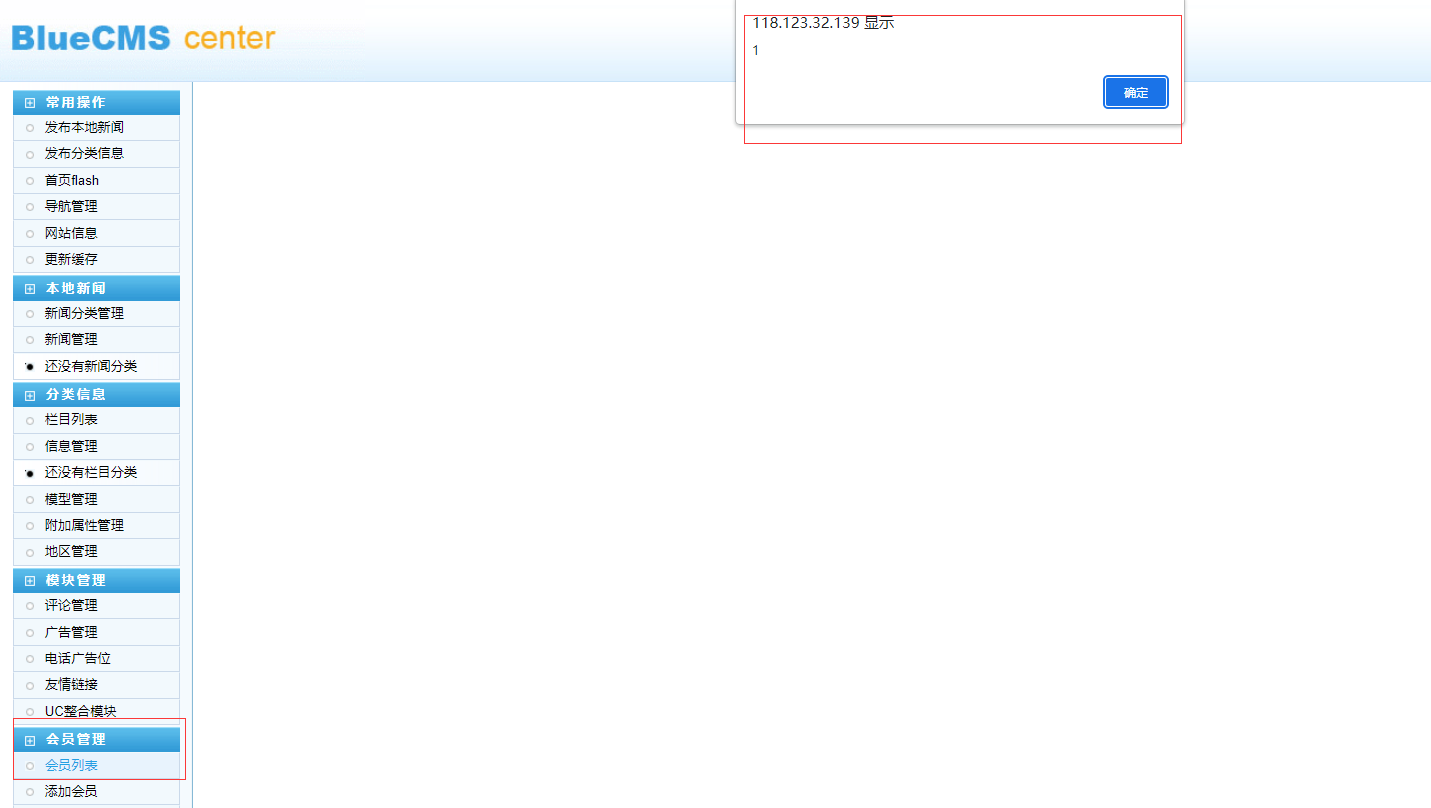 BlueCMS center
118.123.32.139 显示
1
确定
常用操作
发布本地新闻
发布分类信息
首页flash
导航管理
网站信息
更新缓存
本地新闻
新闻分类管理
新闻管理
还没有新闻分类
分类信息
栏目列表
信息管理
还没有栏目分类
模型管理
附加属性管理
地区管理
模块管理
评论管理
广告管理
电话广告位
友情链接
UC整合模块
会员管理
会员列表
添加会员